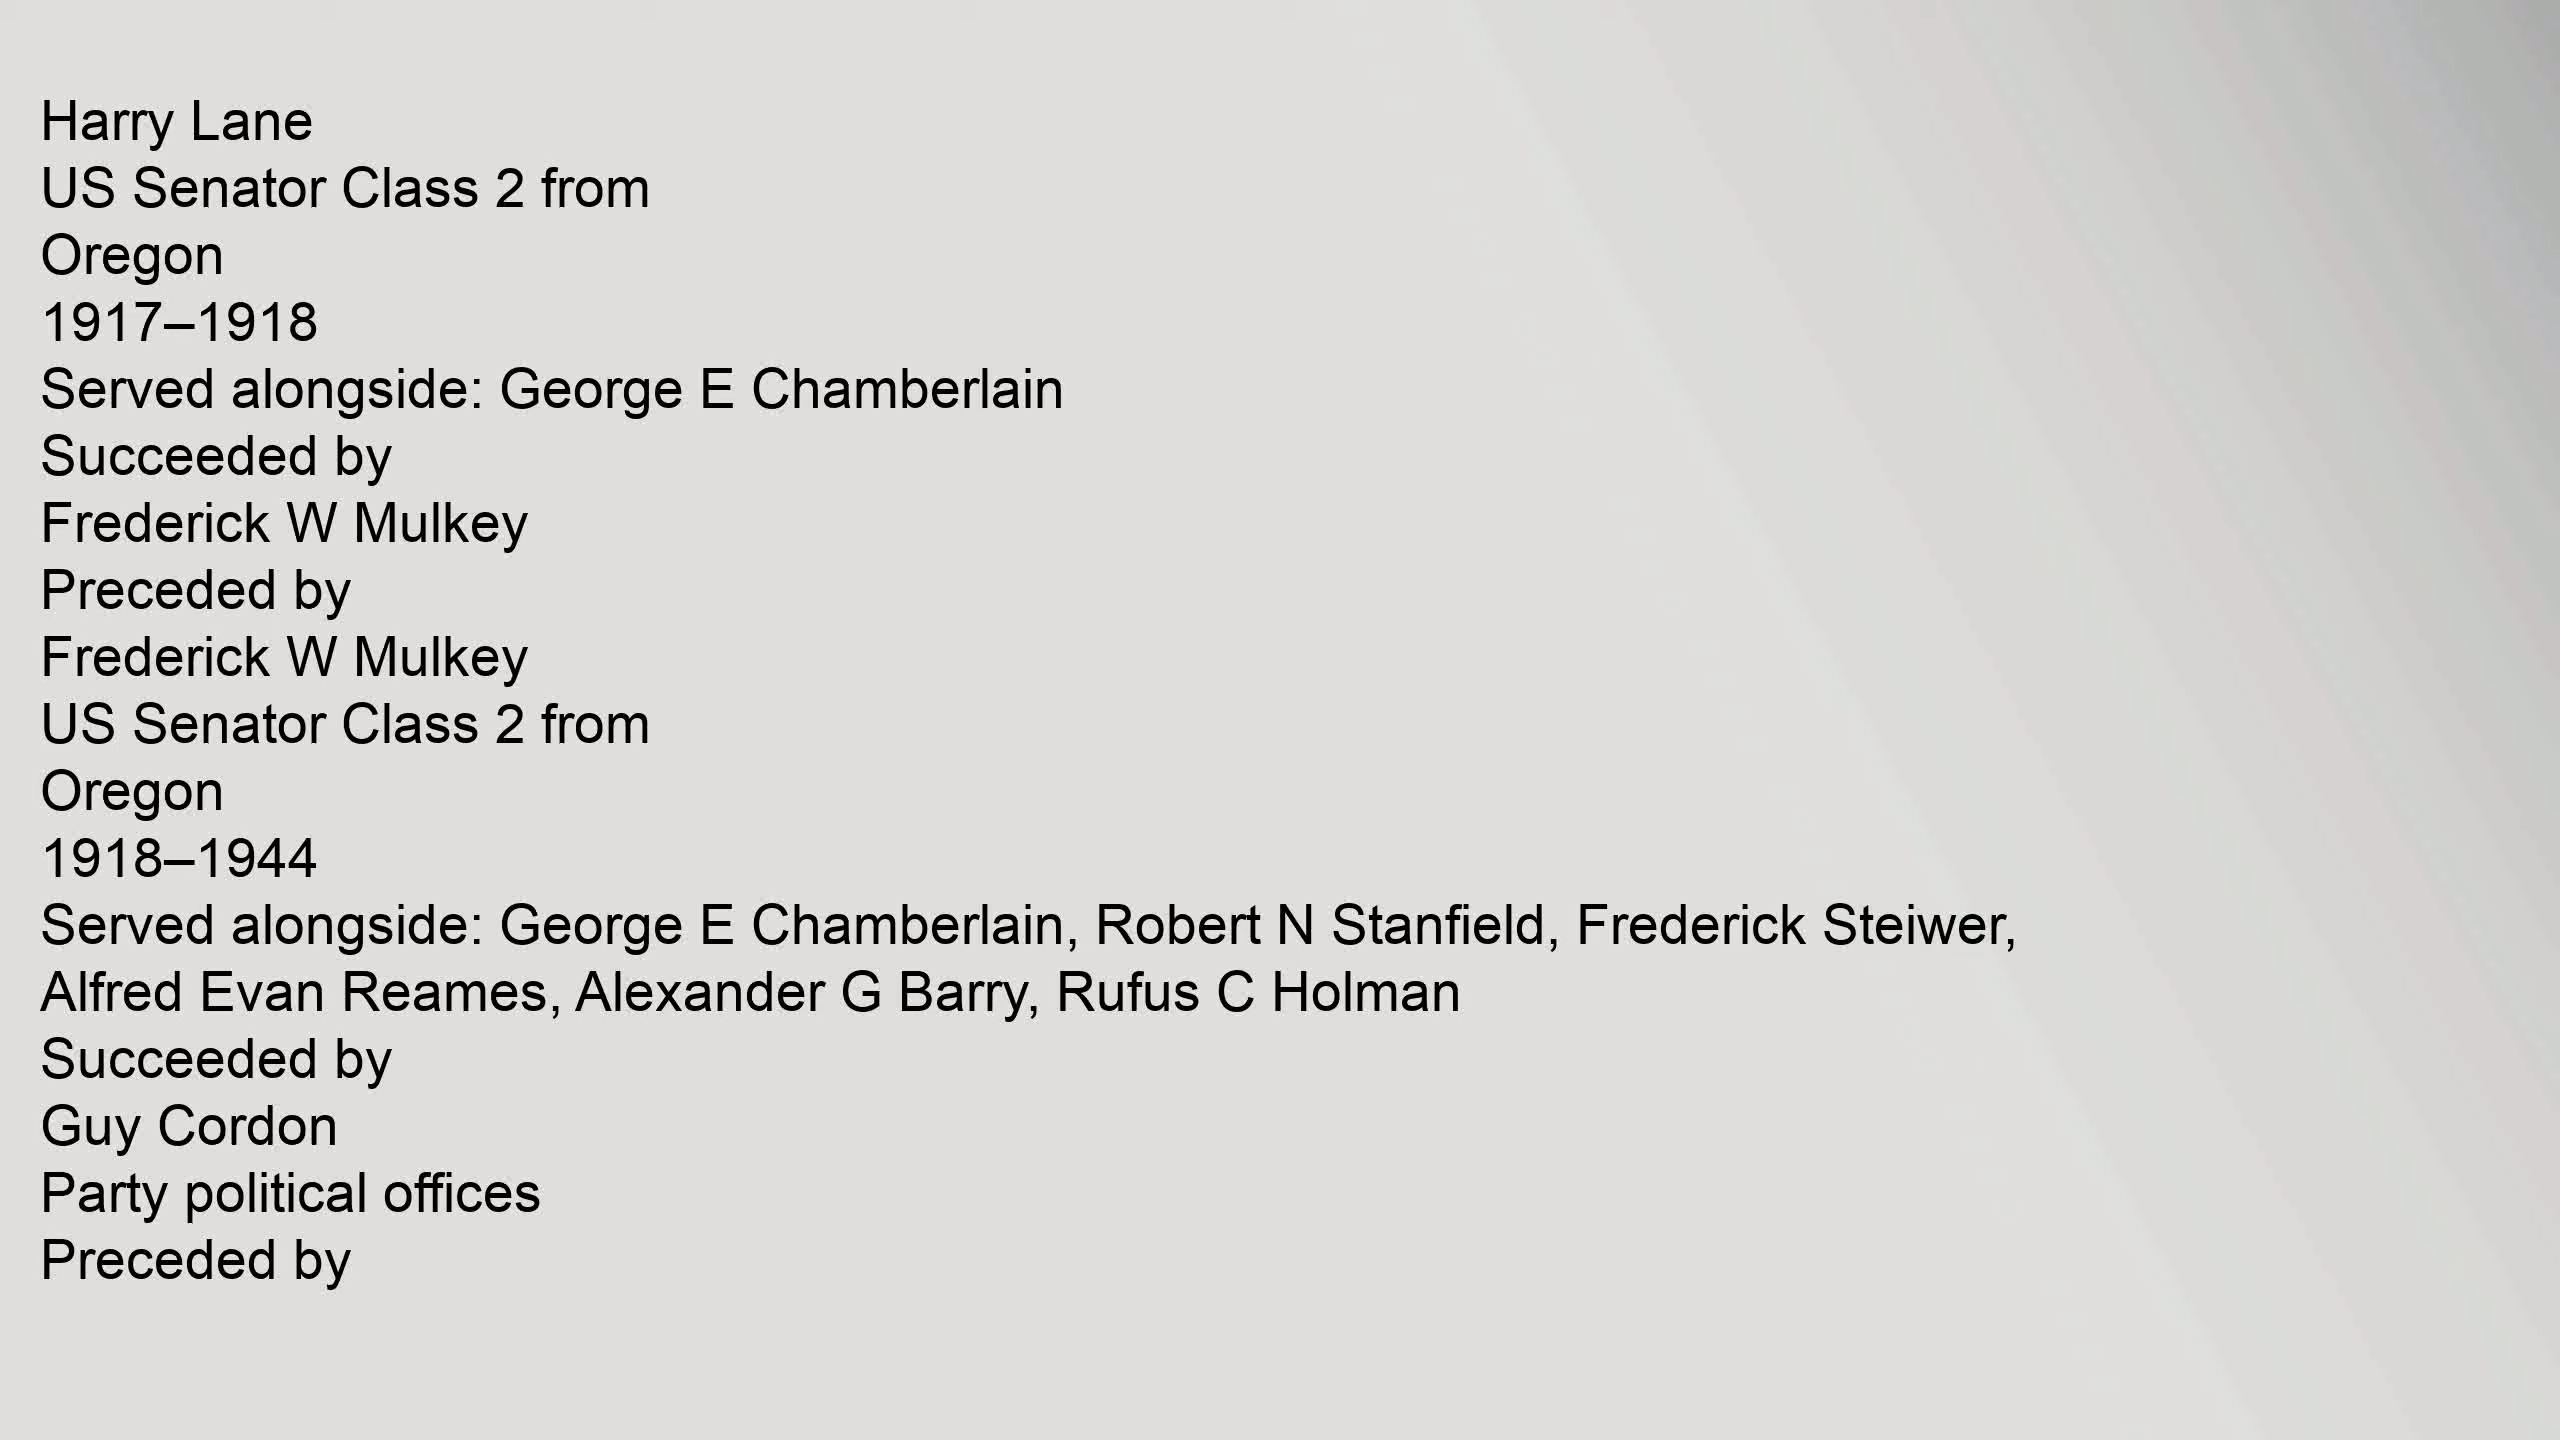 Harry Lane
US Senator Class 2 from
Oregon
1917–1918
Served alongside: George E Chamberlain
Succeeded by
Frederick W Mulkey
Preceded by
Frederick W Mulkey
US Senator Class 2 from
Oregon
1918–1944
Served alongside: George E Chamberlain, Robert N Stanfield, Frederick Steiwer,
Alfred Evan Reames, Alexander G Barry, Rufus C Holman
Succeeded by
Guy Cordon
Party political offices
Preceded by